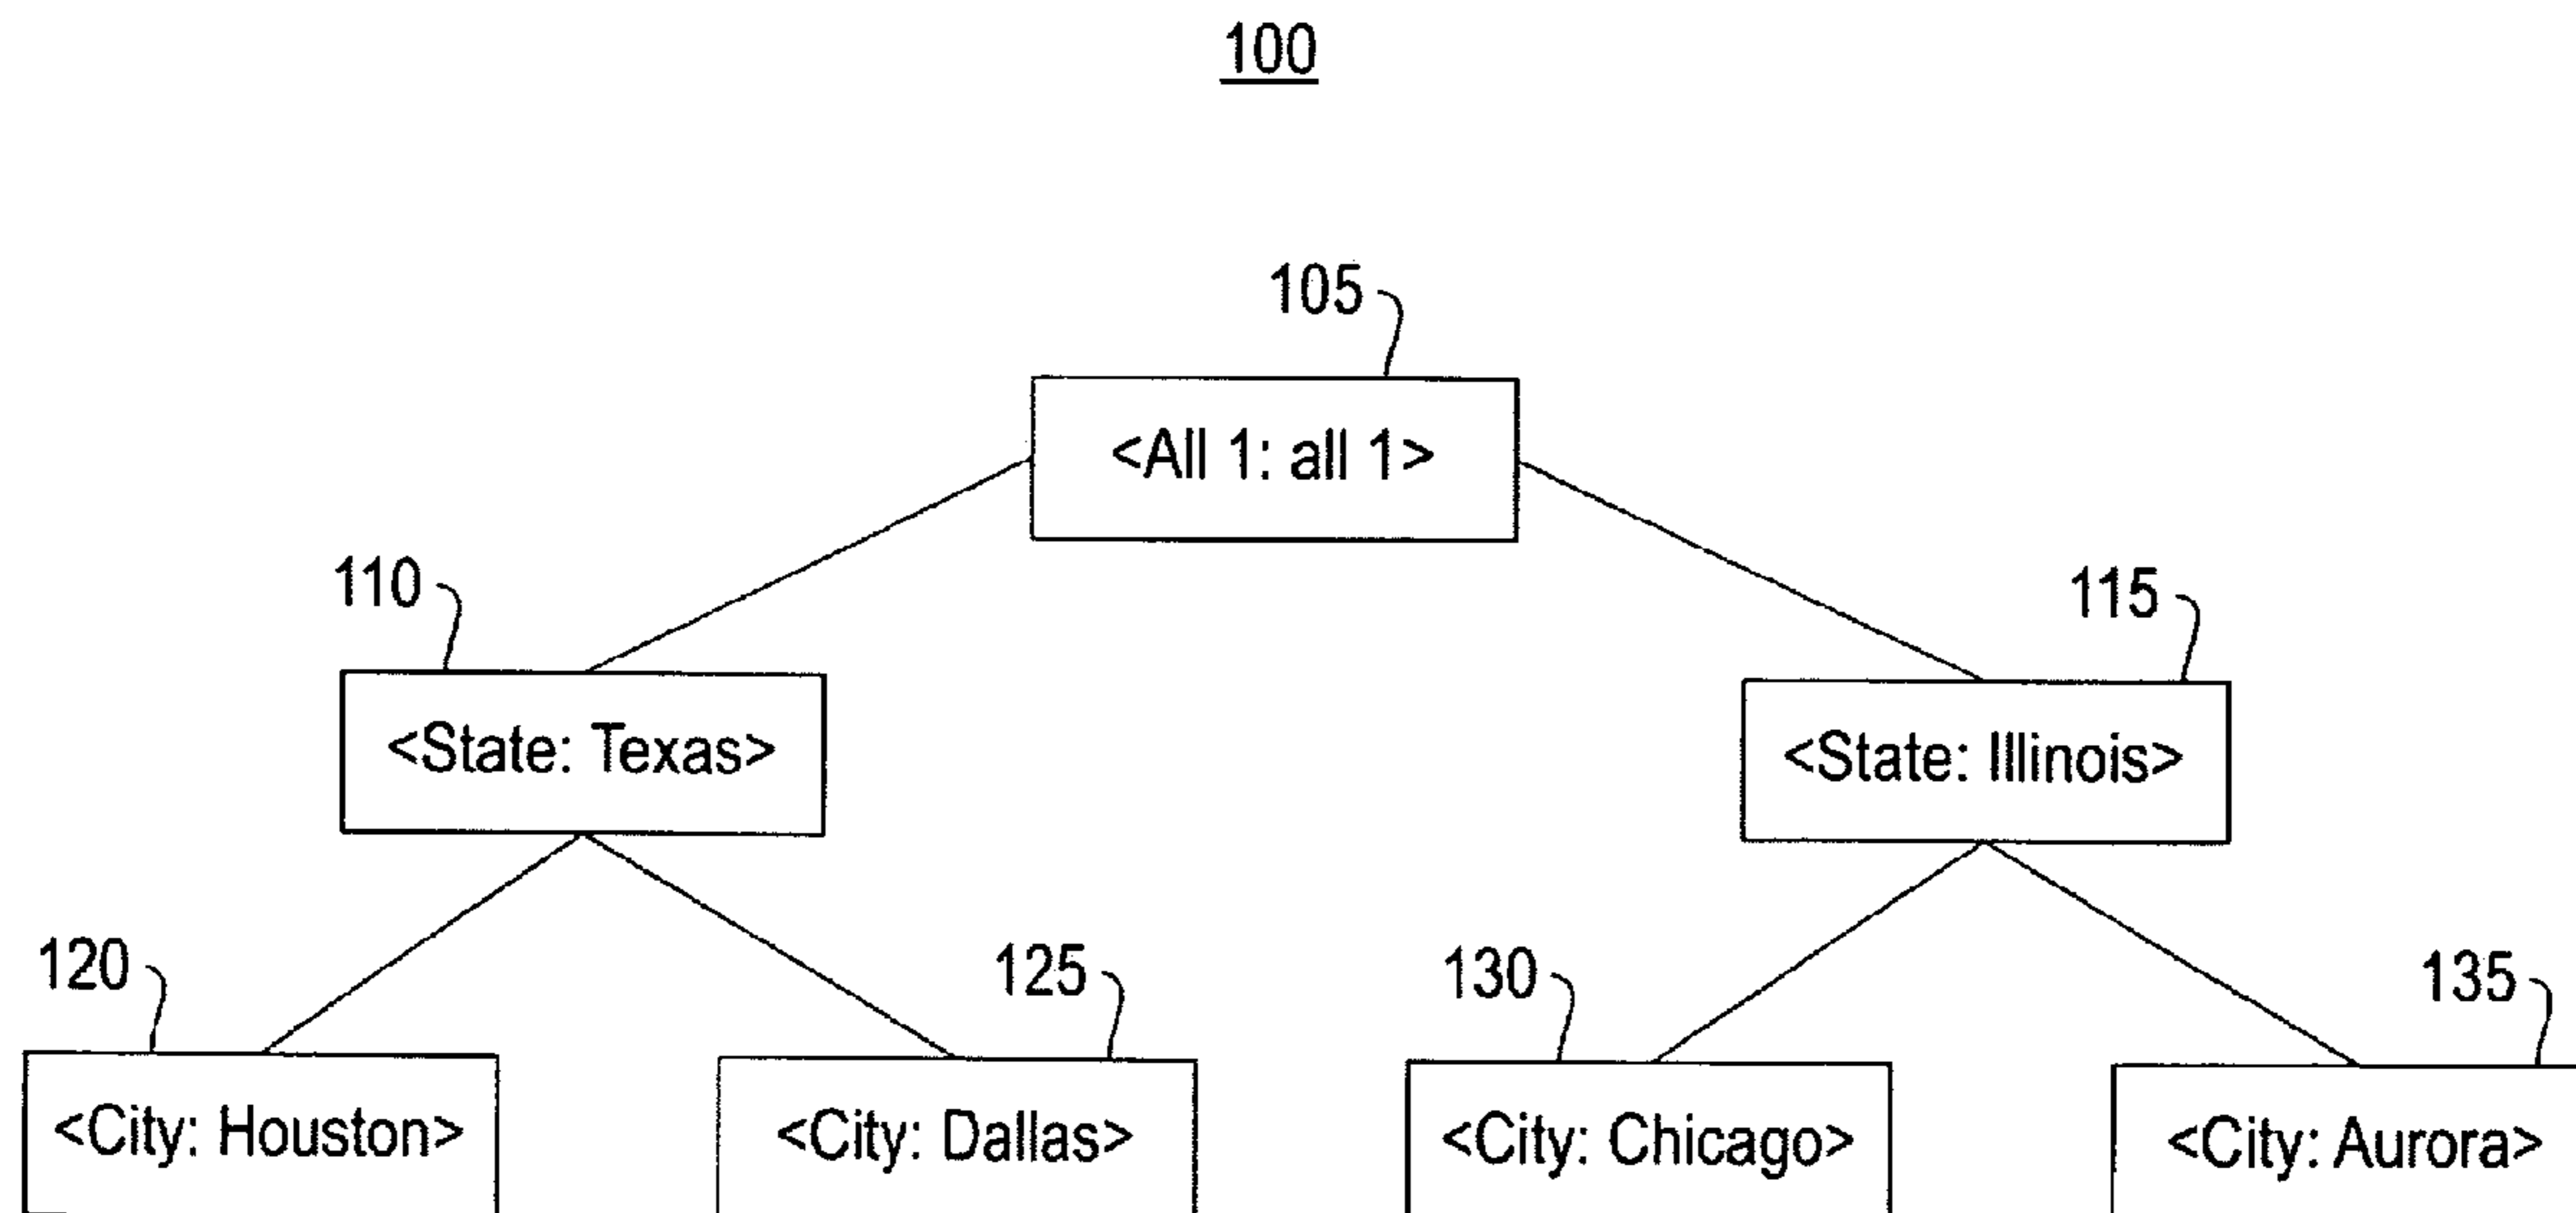 100
105
<All 1: all 1>
110
115
<State: Texas>
<State: Illinois>
120
125
130
135
<City: Houston>
<City: Dallas>
<City: Chicago>
<City: Aurora>